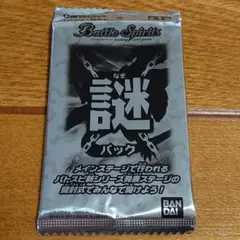 Battle Spirits
なぞ
謎
パック
メインステージで行われる
バトスピ新シリーズ発表ステージの
開封式でみんなで開けよう!
BAN
DAI